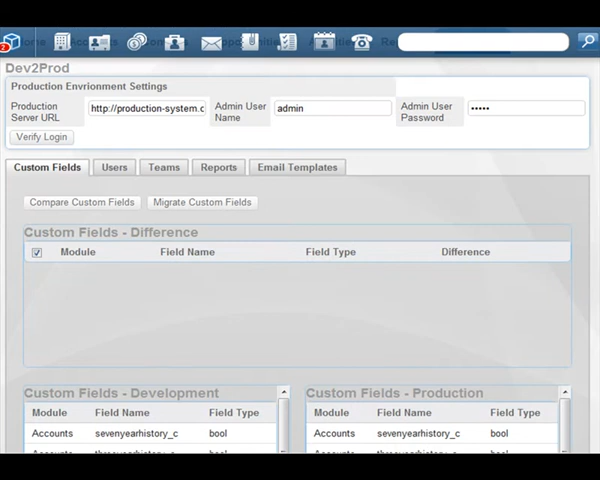 2
Dev2Prod
Production Envrionment Settings
Production Server URL
http://production-system.c
Admin User Name
admin
Admin User Password
•••••
Verify Login
Custom Fields Users Teams Reports Email Templates
Compare Custom Fields Migrate Custom Fields
Custom Fields - Difference
Module Field Name Field Type Difference
Custom Fields - Development
Module Field Name Field Type
Accounts sevenyearhistory_c bool
Custom Fields - Production
Module Field Name Field Type
Accounts sevenyearhistory_c bool